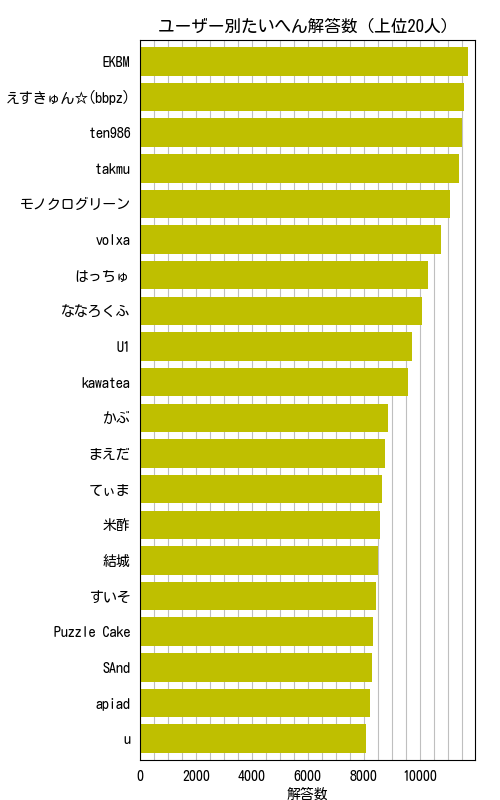 ユーザー別たいへん解答数 (上位20人)
EKBM
えすきゅん☆(bbpz)
ten986
takmu
モノクログリーン
volxa
はっちゅ
ななろくふ
U1
kawatea
かぶ
まえだ
てぃま
米酢
結城
すいそ
Puzzle Cake
SAnd
apiad
u
0 2000 4000 6000 8000 10000
解答数